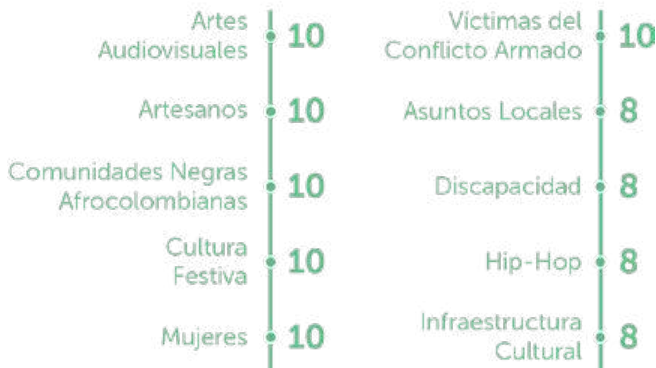 Artes
Audiovisuales 10
Artesanos 10
Comunidades Negras
Afrocolombianas 10
Cultura
Festiva 10
Mujeres 10
Víctimas del
Conflicto Armado 10
Asuntos Locales 8
Discapacidad 8
Hip-Hop 8
Infraestructura
Cultural 8